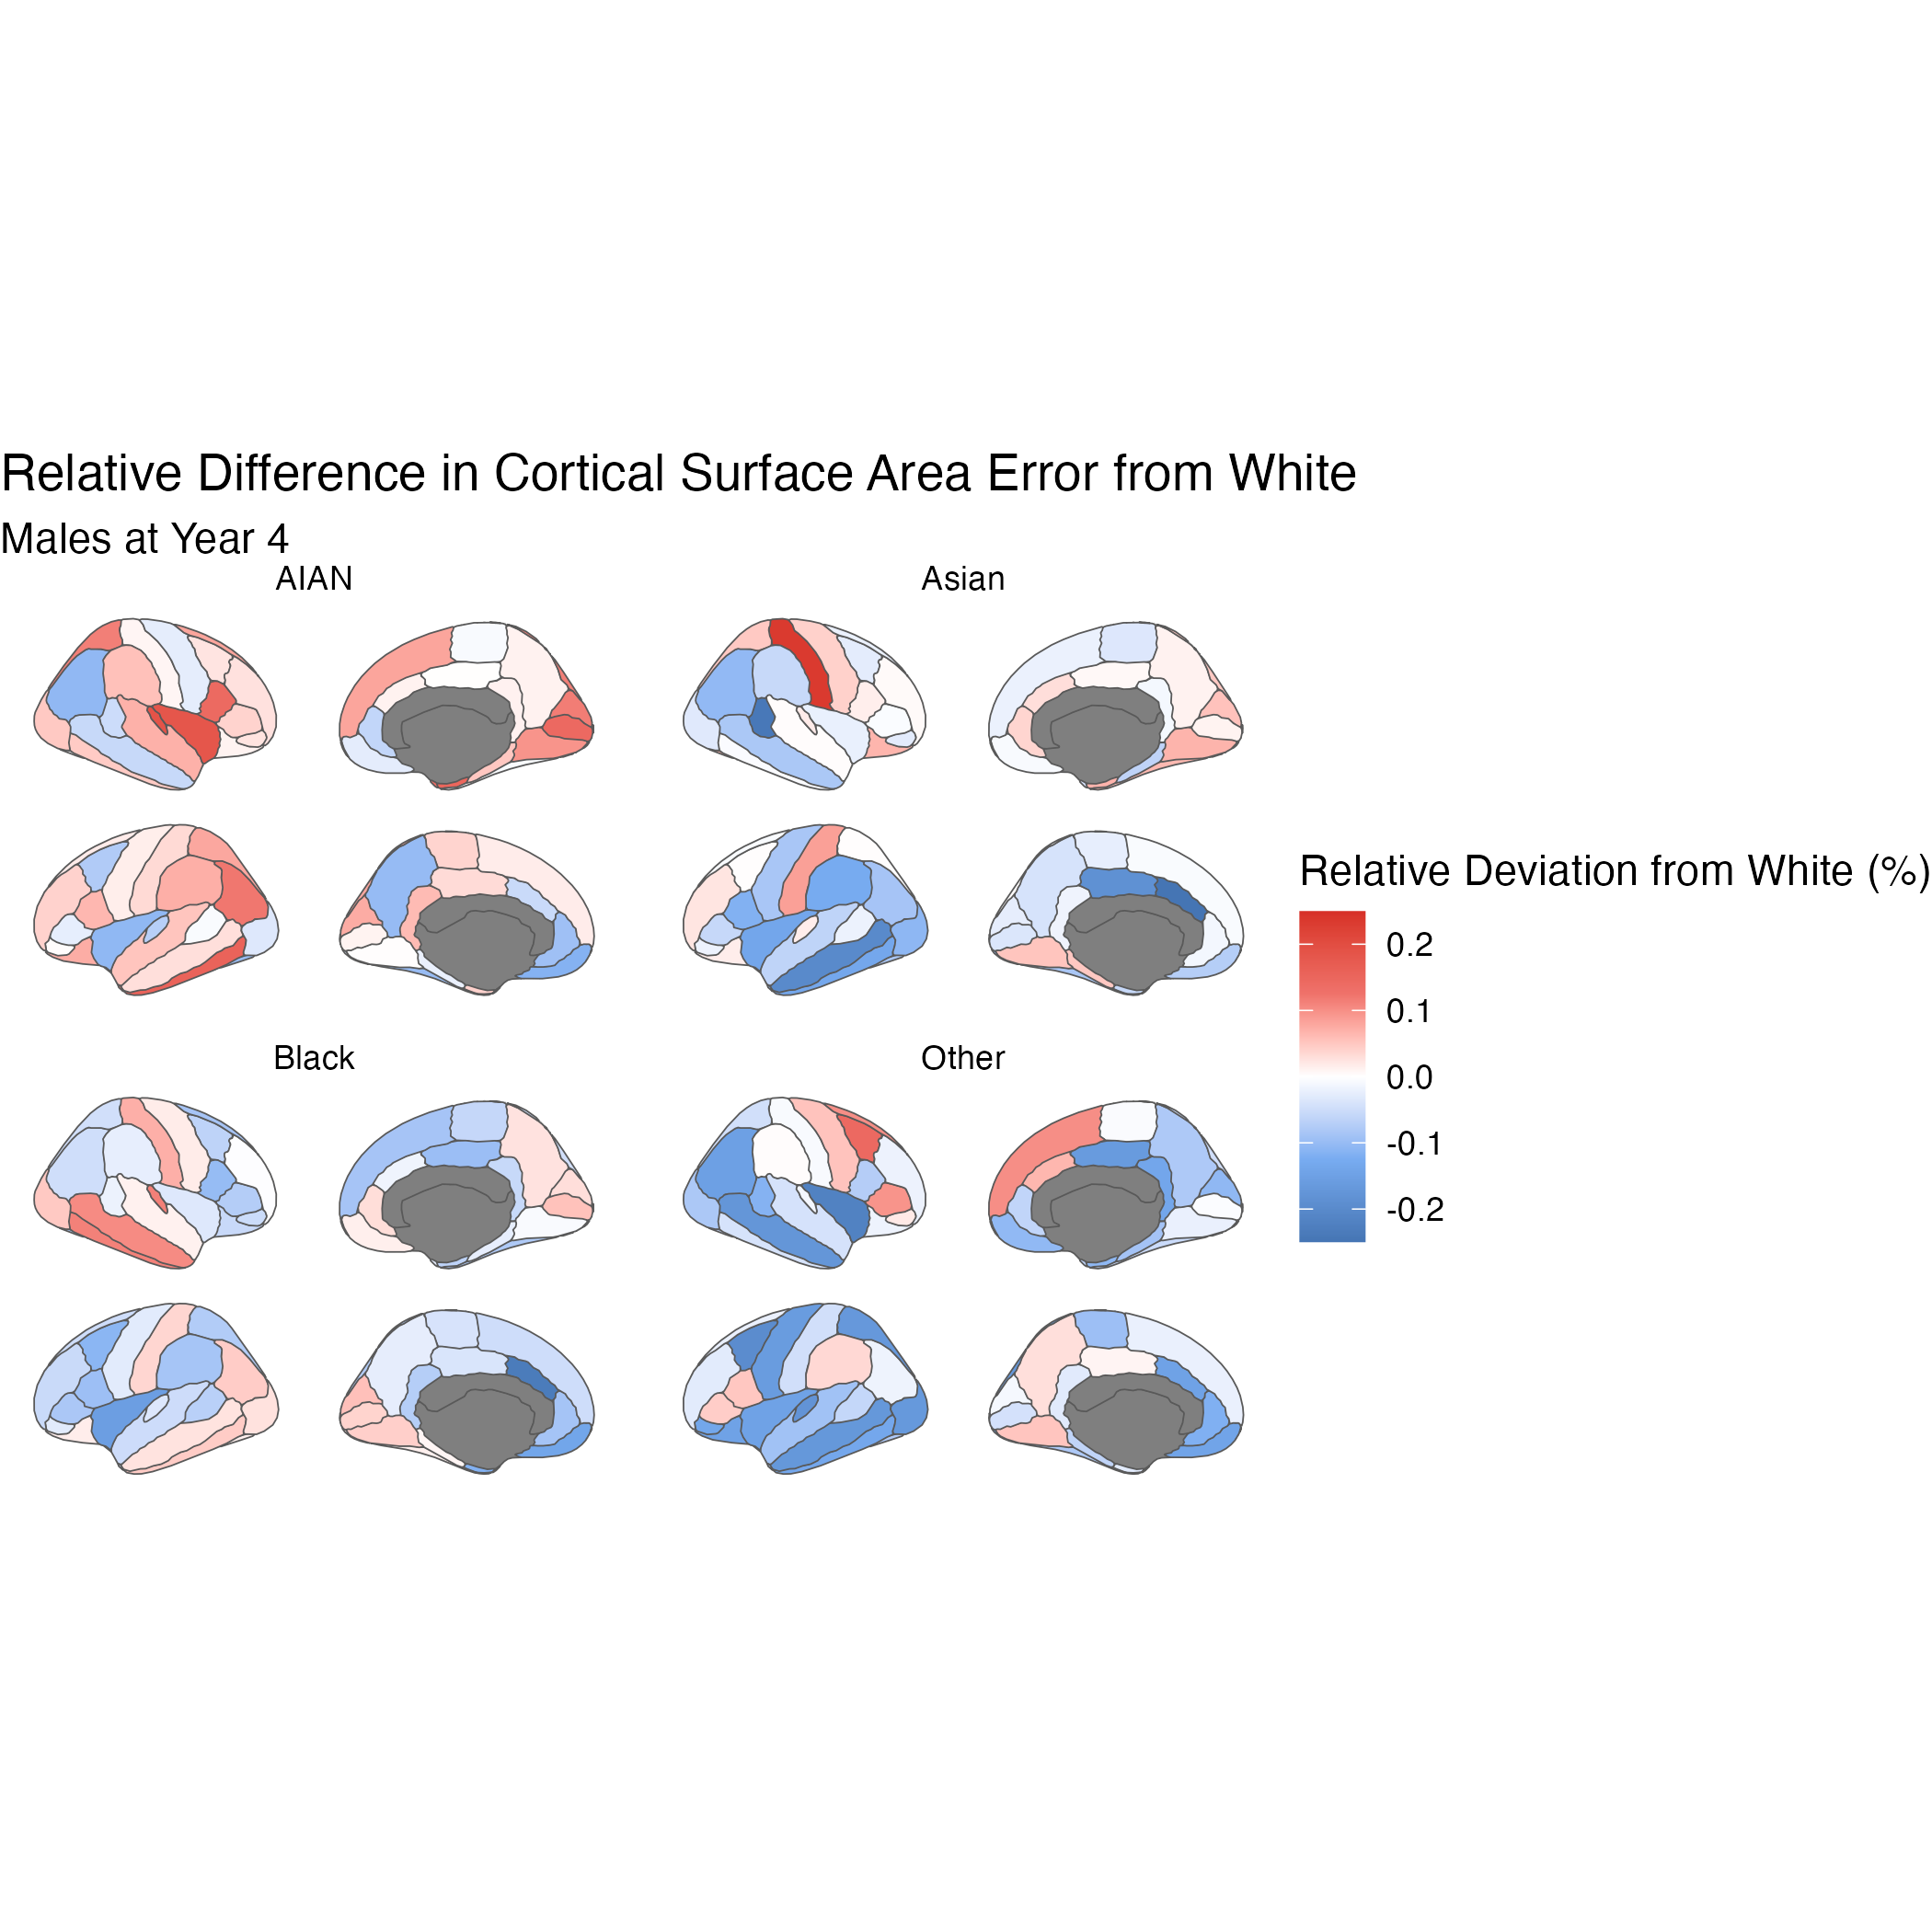 Relative Difference in Cortical Surface Area Error from White
Males at Year 4
AIAN
Asian
Black
Other
Relative Deviation from White (%)
0.2
0.1
0.0
-0.1
-0.2